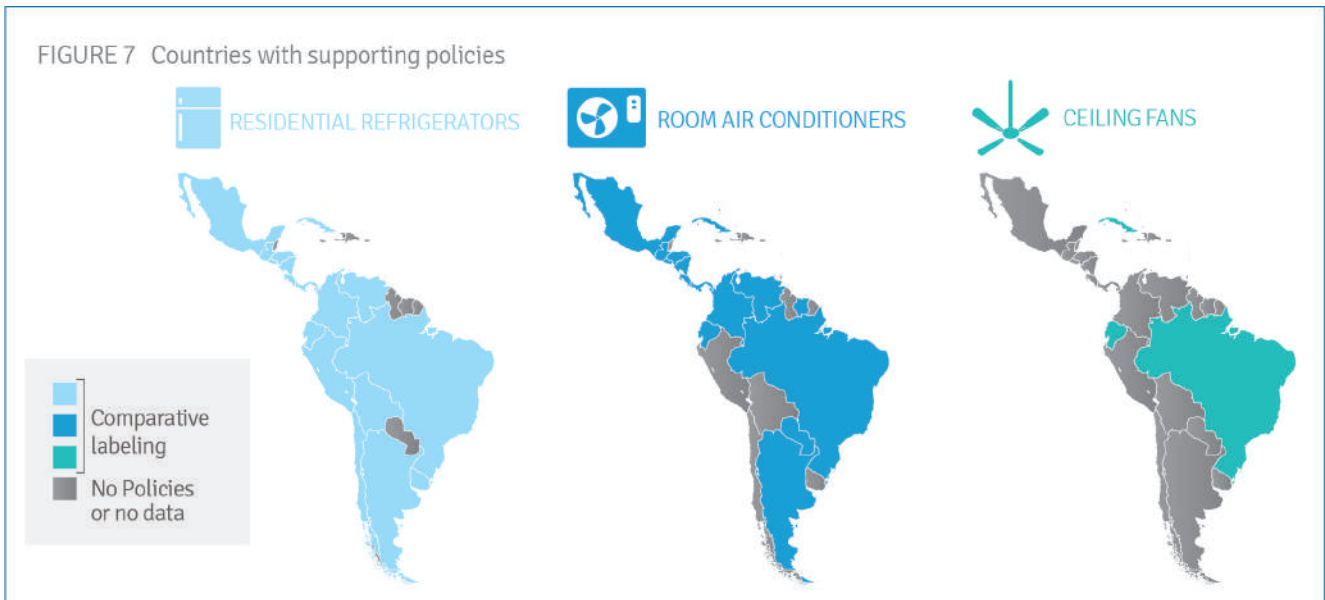 FIGURE 7 Countries with supporting policies
RESIDENTIAL REFRIGERATORS
ROOM AIR CONDITIONERS
CEILING FANS
Comparative
labeling
No Policies
or no data